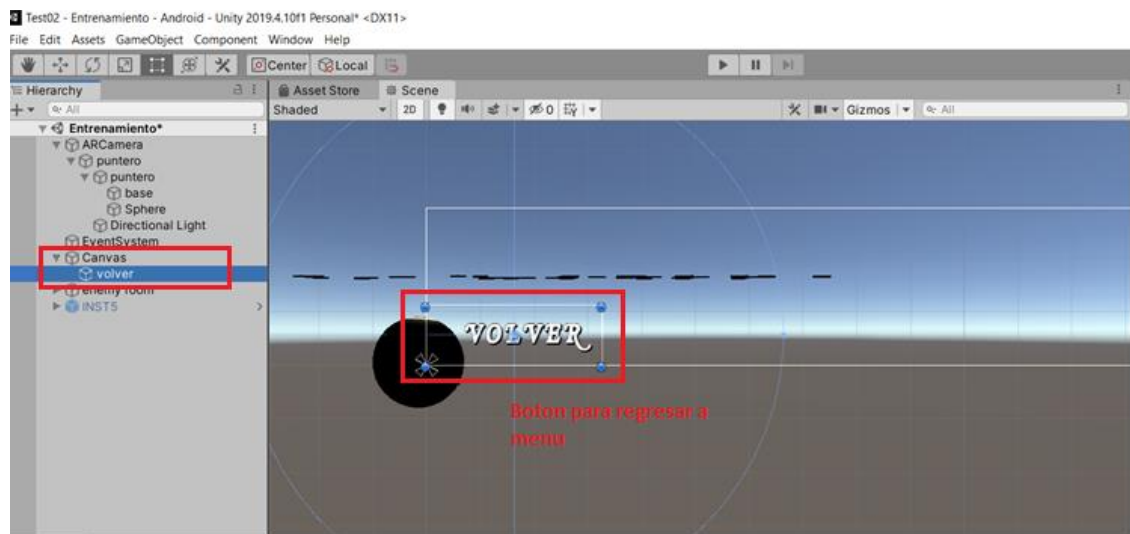 Test02 - Entrenamiento - Android - Unity 2019.4.10f1 Personal* <DX11>
File Edit Assets GameObject Component Window Help
Center Local
Hierarchy
Asset Store Scene
All
Shaded 2D 0 Gizmos All
Entrenamiento*
ARCamera
puntero
puntero
base
Sphere
Directional Light
EventSystem
Canvas
volver
enemy room
INST5
VOLVER
Boton para regresar a
menu